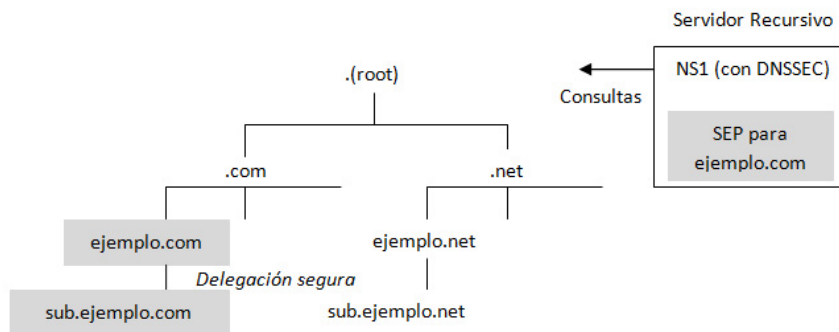 Servidor Recursivo
NS1 (con DNSSEC)
.(root)
Consultas
SEP para
ejemplo.com
.com
.net
ejemplo.com
ejemplo.net
Delegación segura
sub.ejemplo.com
sub.ejemplo.net